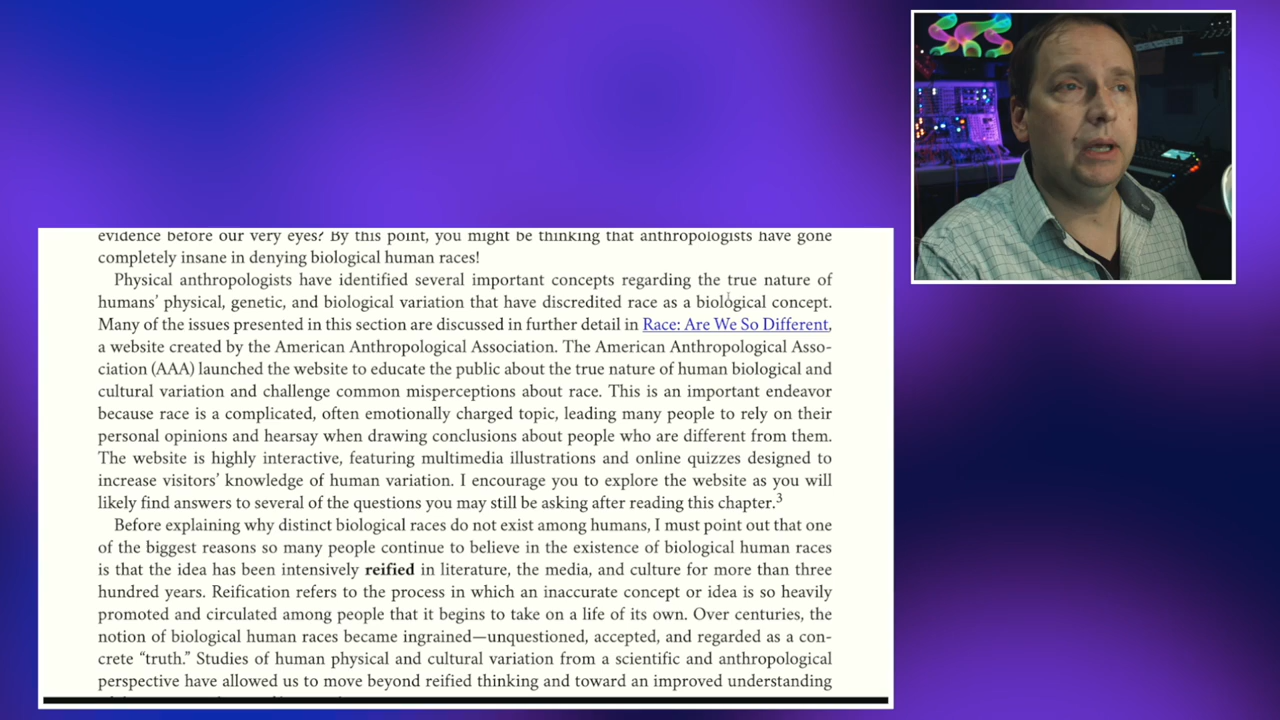 evidence before our very eyes? By this point, you might be thinking that anthropologists have gone
completely insane in denying biological human races!
Physical anthropologists have identified several important concepts regarding the true nature of
humans’ physical, genetic, and biological variation that have discredited race as a biological concept.
Many of the issues presented in this section are discussed in further detail in Race: Are We So Different,
a website created by the American Anthropological Association. The American Anthropological Asso-
ciation (AAA) launched the website to educate the public about the true nature of human biological and
cultural variation and challenge common misperceptions about race. This is an important endeavor
because race is a complicated, often emotionally charged topic, leading many people to rely on their
personal opinions and hearsay when drawing conclusions about people who are different from them.
The website is highly interactive, featuring multimedia illustrations and online quizzes designed to
increase visitors’ knowledge of human variation. I encourage you to explore the website as you will
likely find answers to several of the questions you may still be asking after reading this chapter.3
Before explaining why distinct biological races do not exist among humans, I must point out that one
of the biggest reasons so many people continue to believe in the existence of biological human races
is that the idea has been intensively reified in literature, the media, and culture for more than three
hundred years. Reification refers to the process in which an inaccurate concept or idea is so heavily
promoted and circulated among people that it begins to take on a life of its own. Over centuries, the
notion of biological human races became ingrained—unquestioned, accepted, and regarded as a con-
crete “truth.” Studies of human physical and cultural variation from a scientific and anthropological
perspective have allowed us to move beyond reified thinking and toward an improved understanding